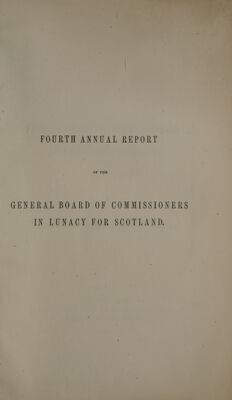 FOURTH ANNUAL REPORT
OF THE
GENERAL BOARD OF COMMISSIONERS
IN LUNACY FOR SCOTLAND.